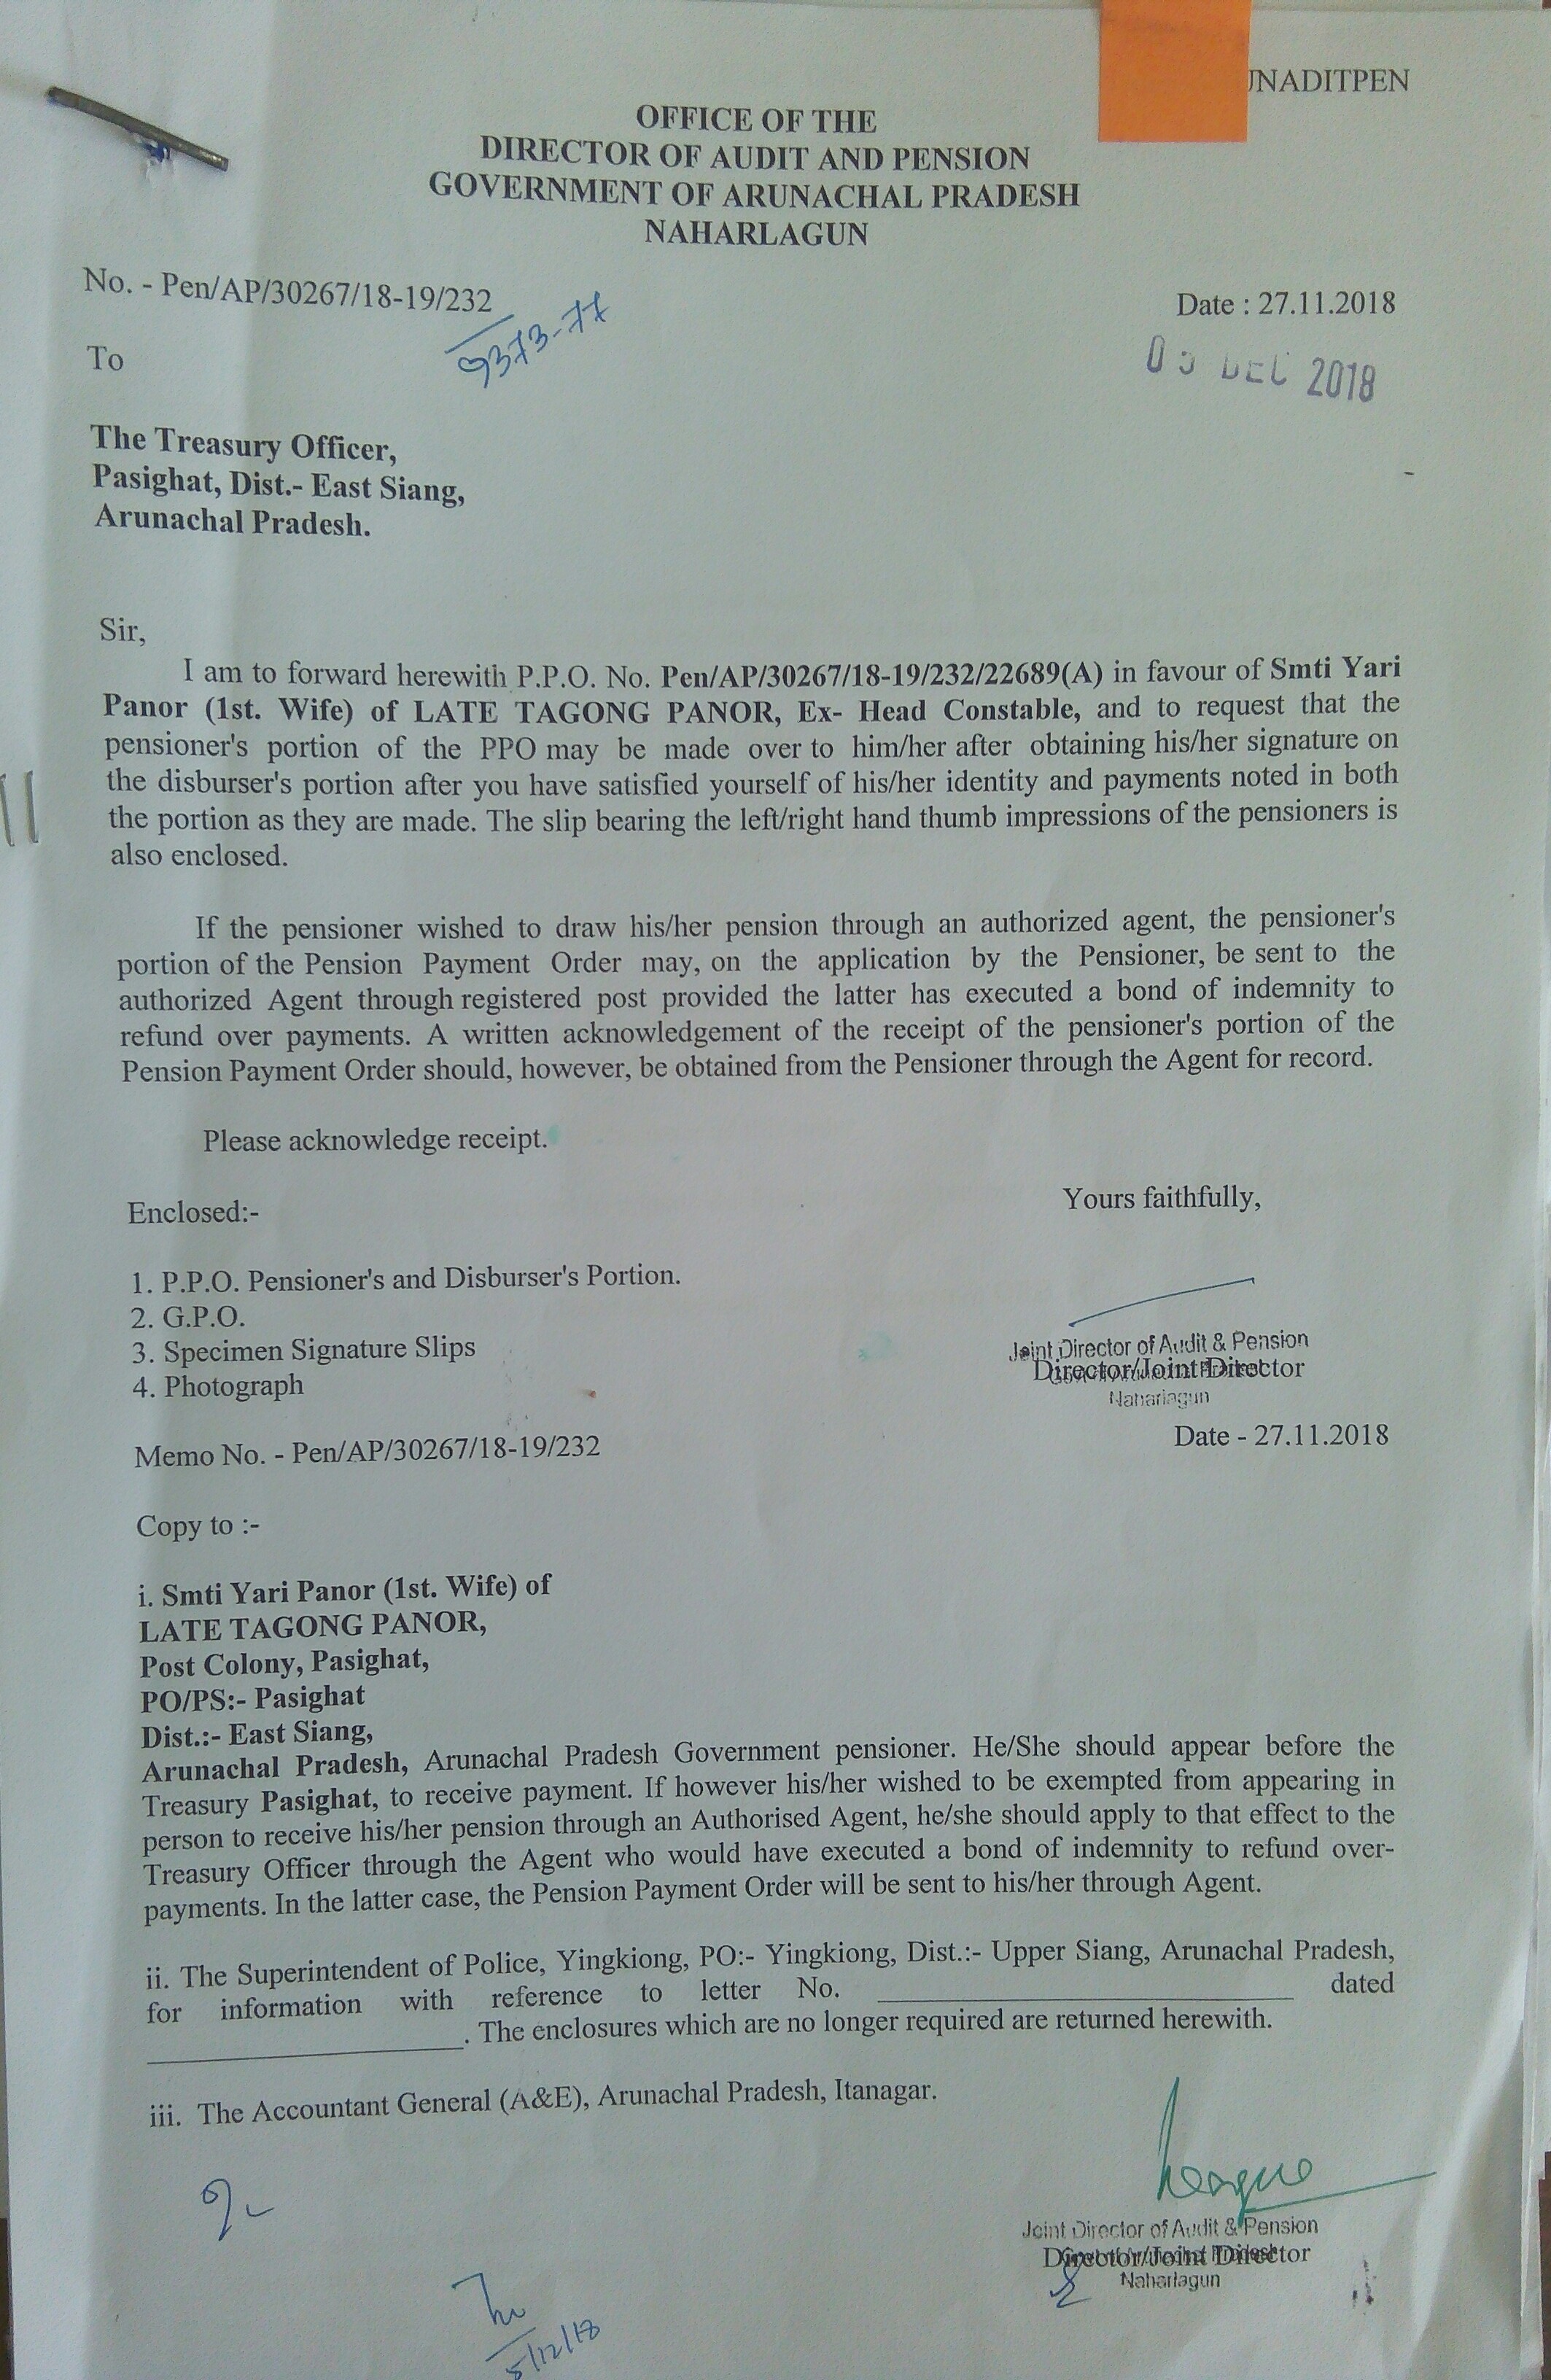 UNADITPEN
OFFICE OF THE
DIRECTOR OF AUDIT AND PENSION
GOVERNMENT OF ARUNACHAL PRADESH
NAHARLAGUN
No. - Pen/AP/30267/18-19/232
9373-77
Date : 27.11.2018
DEC 2018
To
The Treasury Officer,
Pasighat, Dist.- East Siang,
Arunachal Pradesh.
Sir,
I am to forward herewith P.P.O. No. Pen/AP/30267/18-19/232/22689(A) in favour of Smti Yari
Panor (1st. Wife) of LATE TAGONG PANOR, Ex- Head Constable, and to request that the
pensioner's portion of the PPO may be made over to him/her after obtaining his/her signature on
the disburser's portion after you have satisfied yourself of his/her identity and payments noted in both
the portion as they are made. The slip bearing the left/right hand thumb impressions of the pensioners is
also enclosed.
If the pensioner wished to draw his/her pension through an authorized agent, the pensioner's
portion of the Pension Payment Order may, on the application by the Pensioner, be sent to the
authorized Agent through registered post provided the latter has executed a bond of indemnity to
refund over payments. A written acknowledgement of the receipt of the pensioner's portion of the
Pension Payment Order should, however, be obtained from the Pensioner through the Agent for record.
Please acknowledge receipt.
Yours faithfully,
Enclosed:-
1. P.P.O. Pensioner's and Disburser's Portion.
2. G.P.O.
3. Specimen Signature Slips
4. Photograph
Joint Director of Audit & Pension
Director/Joint Director
Naharlagun
Memo No. - Pen/AP/30267/18-19/232
Date - 27.11.2018
Copy to :-
i. Smti Yari Panor (1st. Wife) of
LATE TAGONG PANOR,
Post Colony, Pasighat,
PO/PS:- Pasighat
Dist.:- East Siang,
Arunachal Pradesh, Arunachal Pradesh Government pensioner. He/She should appear before the
Treasury Pasighat, to receive payment. If however his/her wished to be exempted from appearing in
person to receive his/her pension through an Authorised Agent, he/she should apply to that effect to the
Treasury Officer through the Agent who would have executed a bond of indemnity to refund over-
payments. In the latter case, the Pension Payment Order will be sent to his/her through Agent.
ii. The Superintendent of Police, Yingkiong, PO:- Yingkiong, Dist.:- Upper Siang, Arunachal Pradesh,
for information with reference to letter No. ____________________ dated
____________________. The enclosures which are no longer required are returned herewith.
iii. The Accountant General (A&E), Arunachal Pradesh, Itanagar.
Joint Director of Audit & Pension
Director/Joint Director
Naharlagun
5/12/18